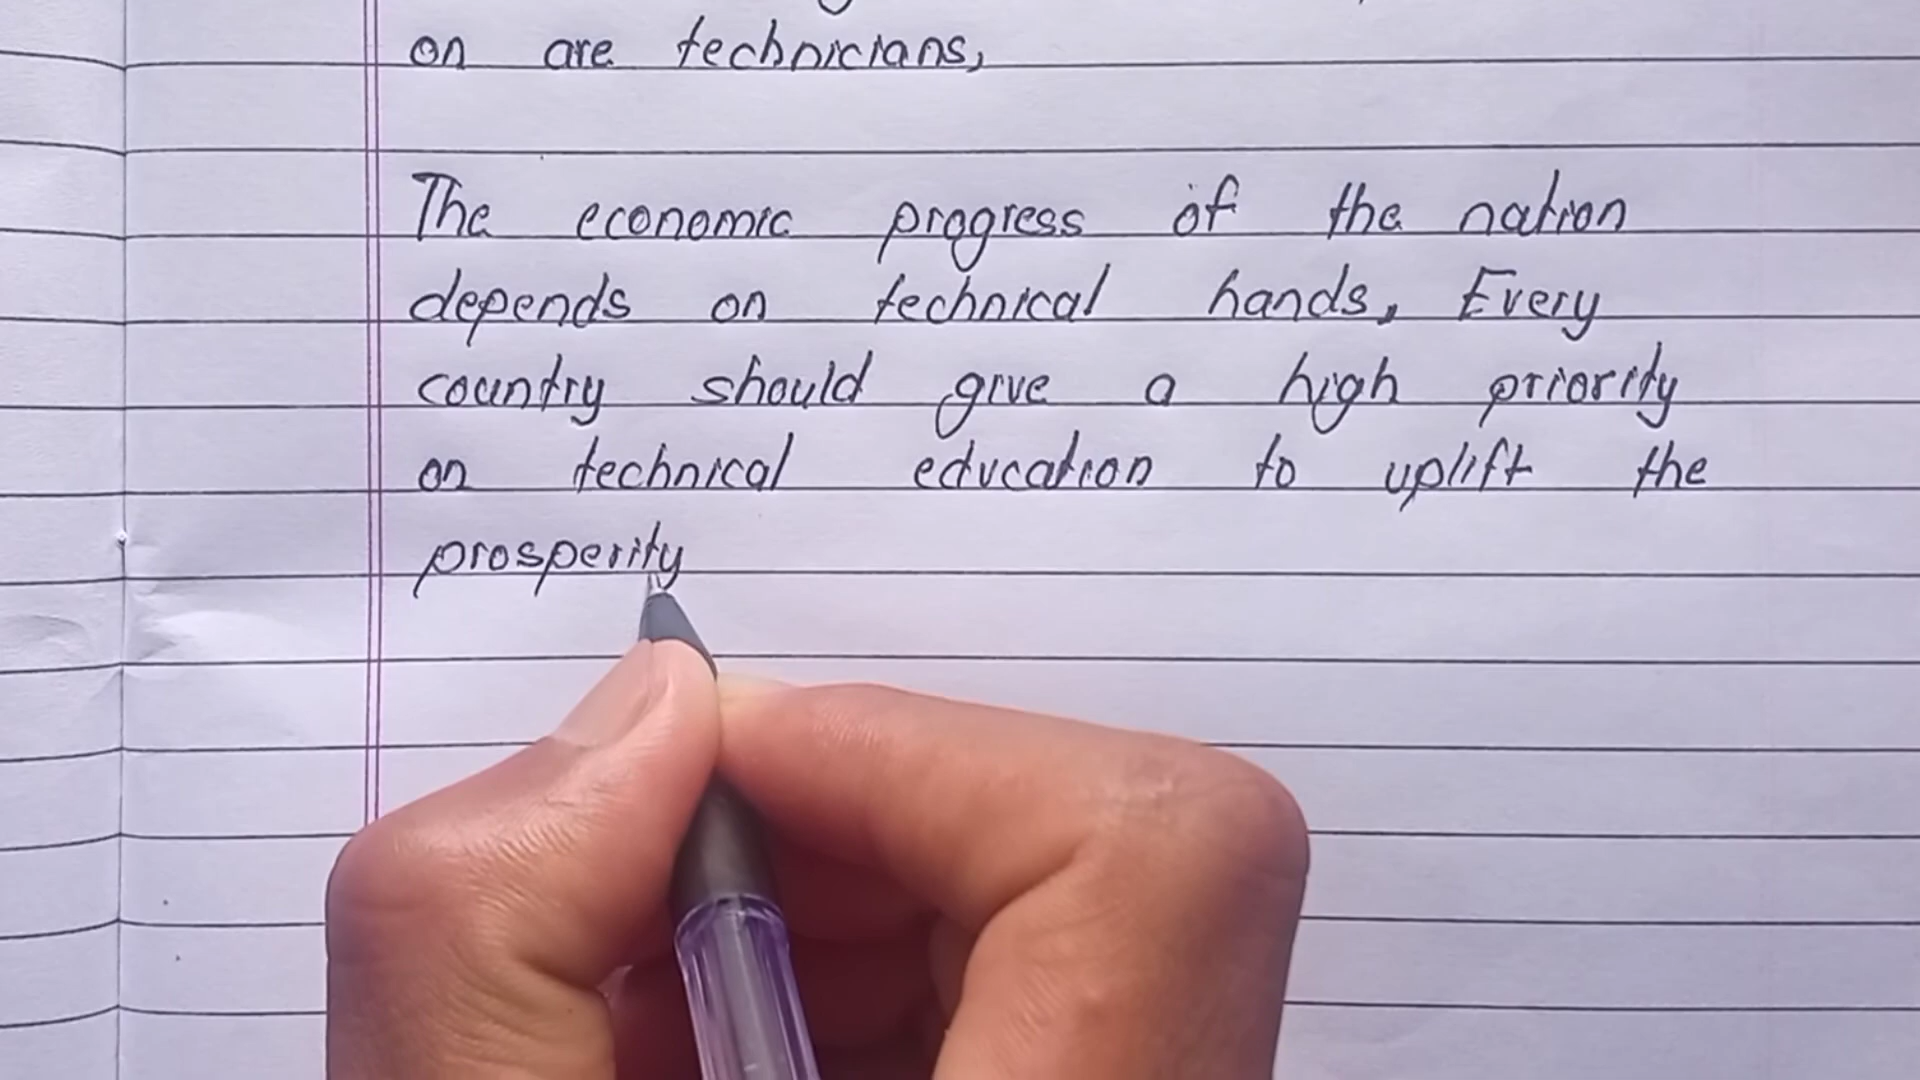 on are technicians,
The economic progress of the nation
depends on technical hands, Every
country should give a high priority
on technical education to uplift the
prosperity